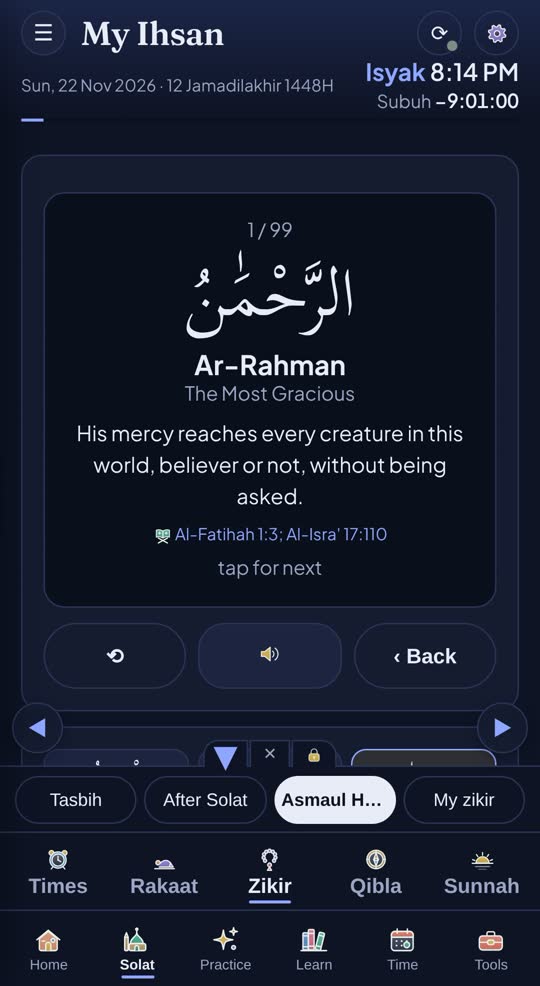 ☰ My Ihsan ⟳
Sun, 22 Nov 2026 · 12 Jamadilakhir 1448H
Isyak 8:14 PM
Subuh −9:01:00
1 / 99
الرَّحْمَٰنُ
Ar-Rahman
The Most Gracious
His mercy reaches every creature in this
world, believer or not, without being
asked.
Al-Fatihah 1:3; Al-Isra' 17:110
tap for next
⟲ ‹ Back
Tasbih After Solat Asmaul H... My zikir
Times Rakaat Zikir Qibla Sunnah
Home Solat Practice Learn Time Tools